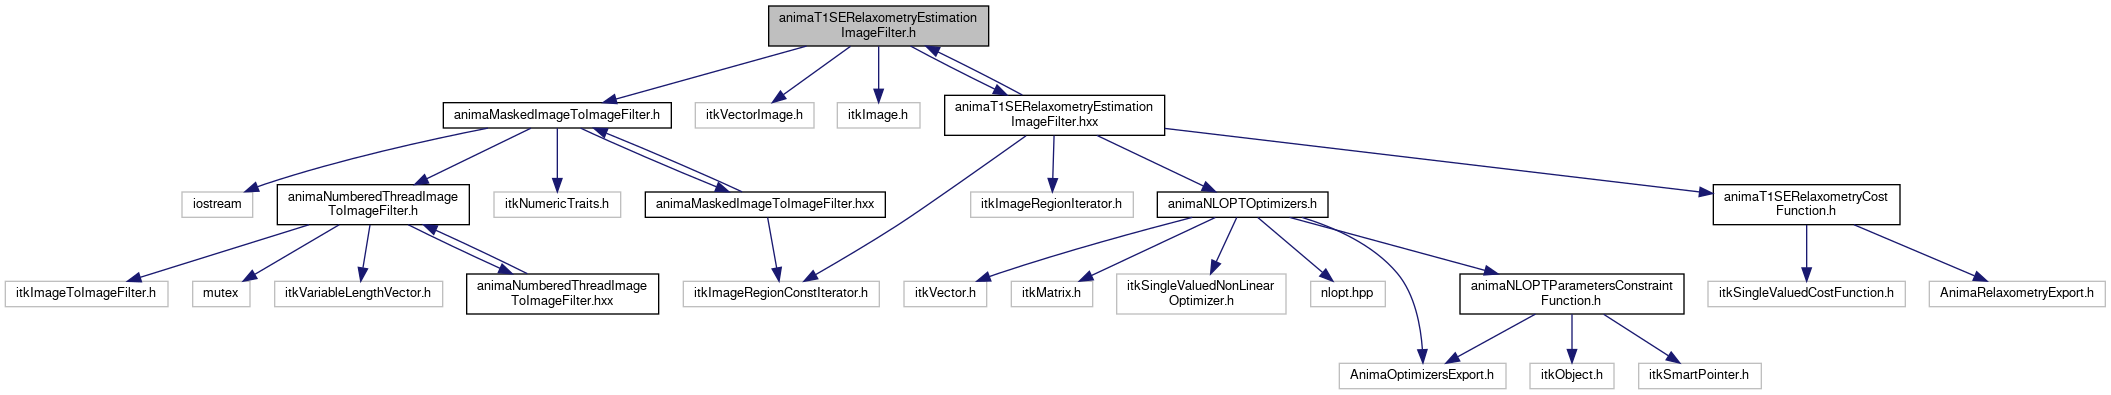 animaT1SERelaxometryEstimation
ImageFilter.h
animaMaskedImageToImageFilter.h
itkVectorImage.h
itkImage.h
animaT1SERelaxometryEstimation
ImageFilter.hxx
iostream
animaNumberedThreadImage
ToImageFilter.h
itkNumericTraits.h
animaMaskedImageToImageFilter.hxx
itkImageRegionIterator.h
animaNLOPTOptimizers.h
animaT1SERelaxometryCost
Function.h
itkImageToImageFilter.h
mutex
itkVariableLengthVector.h
animaNumberedThreadImage
ToImageFilter.hxx
itkImageRegionConstIterator.h
itkVector.h
itkMatrix.h
itkSingleValuedNonLinear
Optimizer.h
nlopt.hpp
animaNLOPTParametersConstraint
Function.h
itkSingleValuedCostFunction.h
AnimaRelaxometryExport.h
AnimaOptimizersExport.h
itkObject.h
itkSmartPointer.h